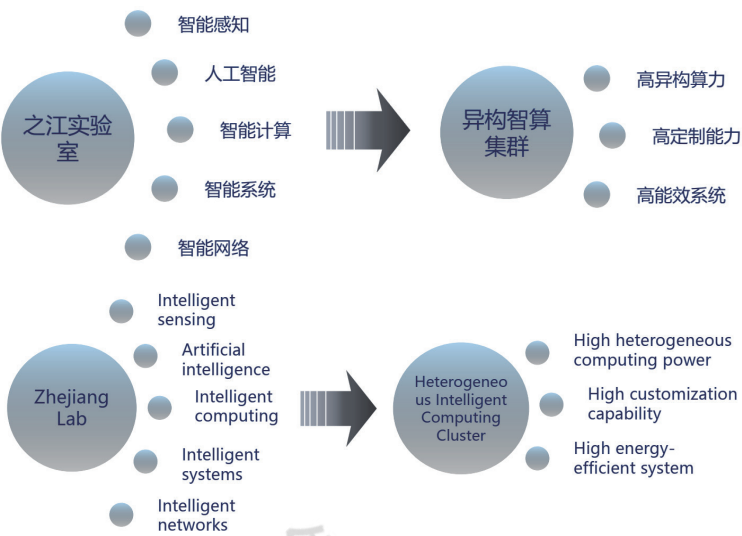 智能感知
人工智能
之江实验
室
智能计算
智能系统
智能网络
异构智算
集群
高异构算力
高定制能力
高能效系统
Intelligent
sensing
Artificial
intelligence
Zhejiang
Lab
Intelligent
computing
Intelligent
systems
Intelligent
networks
Heterogeneo
us Intelligent
Computing
Cluster
High heterogeneous
computing power
High customization
capability
High energy-
efficient system